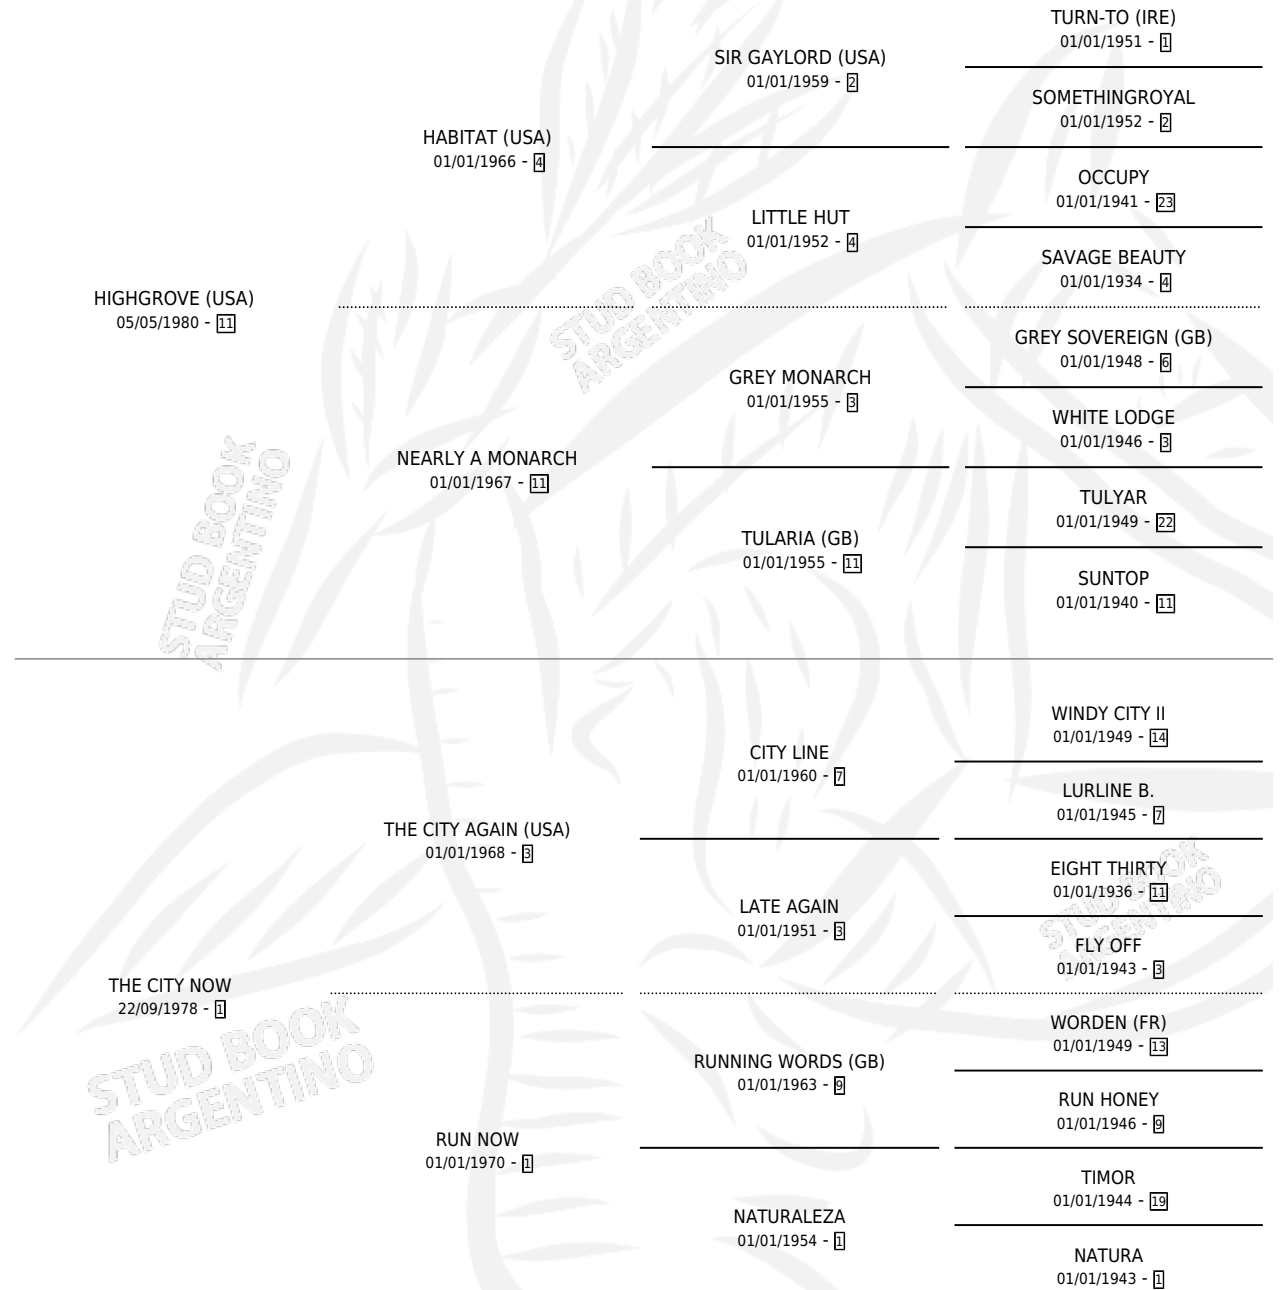 TURN-TO (IRE)
01/01/1951 - 1
SIR GAYLORD (USA)
01/01/1959 - 2
SOMETHINGROYAL
01/01/1952 - 2
HABITAT (USA)
01/01/1966 - 4
OCCUPY
01/01/1941 - 23
LITTLE HUT
01/01/1952 - 4
SAVAGE BEAUTY
01/01/1934 - 4
HIGHGROVE (USA)
05/05/1980 - 11
GREY SOVEREIGN (GB)
01/01/1948 - 6
GREY MONARCH
01/01/1955 - 3
WHITE LODGE
01/01/1946 - 3
NEARLY A MONARCH
01/01/1967 - 11
TULYAR
01/01/1949 - 22
TULARIA (GB)
01/01/1955 - 11
SUNTOP
01/01/1940 - 11
WINDY CITY II
01/01/1949 - 14
CITY LINE
01/01/1960 - 7
LURLINE B.
01/01/1945 - 7
THE CITY AGAIN (USA)
01/01/1968 - 3
EIGHT THIRTY
01/01/1936 - 11
LATE AGAIN
01/01/1951 - 3
FLY OFF
01/01/1943 - 3
THE CITY NOW
22/09/1978 - 1
WORDEN (FR)
01/01/1949 - 13
RUNNING WORDS (GB)
01/01/1963 - 9
RUN HONEY
01/01/1946 - 9
RUN NOW
01/01/1970 - 1
TIMOR
01/01/1944 - 19
NATURALEZA
01/01/1954 - 1
NATURA
01/01/1943 - 1
STUD BOOK
ARGENTINO
STUD BOOK
ARGENTINO
STUD BOOK
ARGENTINO
STUD BOOK
ARGENTINO